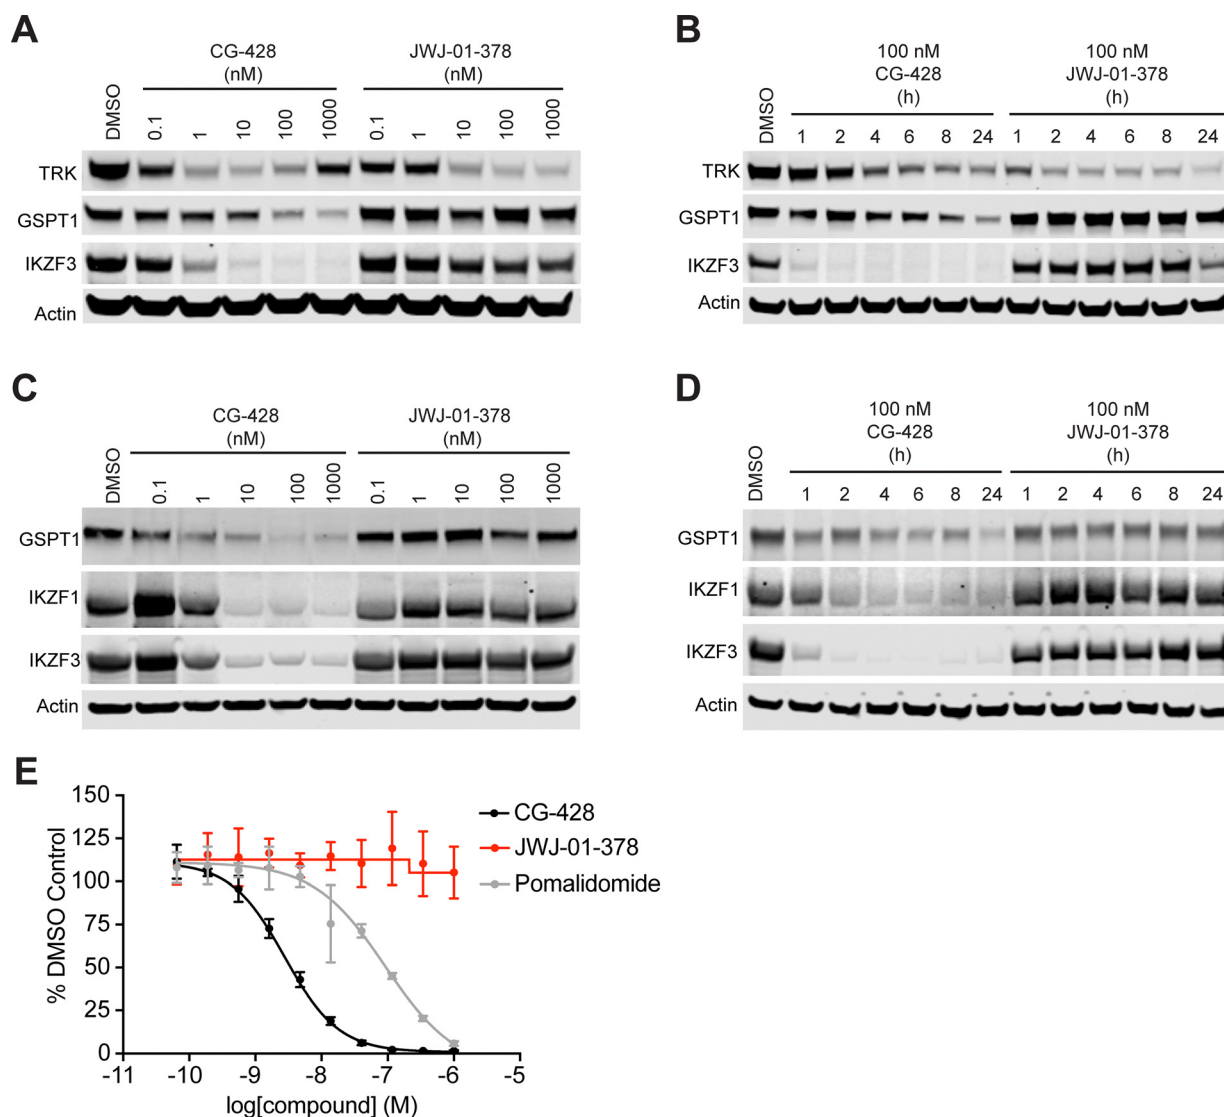 A
CG-428
(nM)
JWJ-01-378
(nM)
DMSO
0.1
1
10
100
1000
0.1
1
10
100
1000
TRK
GSPT1
IKZF3
Actin
B
100 nM
CG-428
(h)
100 nM
JWJ-01-378
(h)
DMSO
1 2 4 6 8 24 1 2 4 6 8 24
TRK
GSPT1
IKZF3
Actin
C
CG-428
(nM)
JWJ-01-378
(nM)
DMSO
0.1
1
10
100
1000
0.1
1
10
100
1000
GSPT1
IKZF1
IKZF3
Actin
D
100 nM
CG-428
(h)
100 nM
JWJ-01-378
(h)
DMSO
1 2 4 6 8 24 1 2 4 6 8 24
GSPT1
IKZF1
IKZF3
Actin
E
% DMSO Control
150
125
100
75
50
25
0
-11 -10 -9 -8 -7 -6 -5
log[compound] (M)
CG-428
JWJ-01-378
Pomalidomide